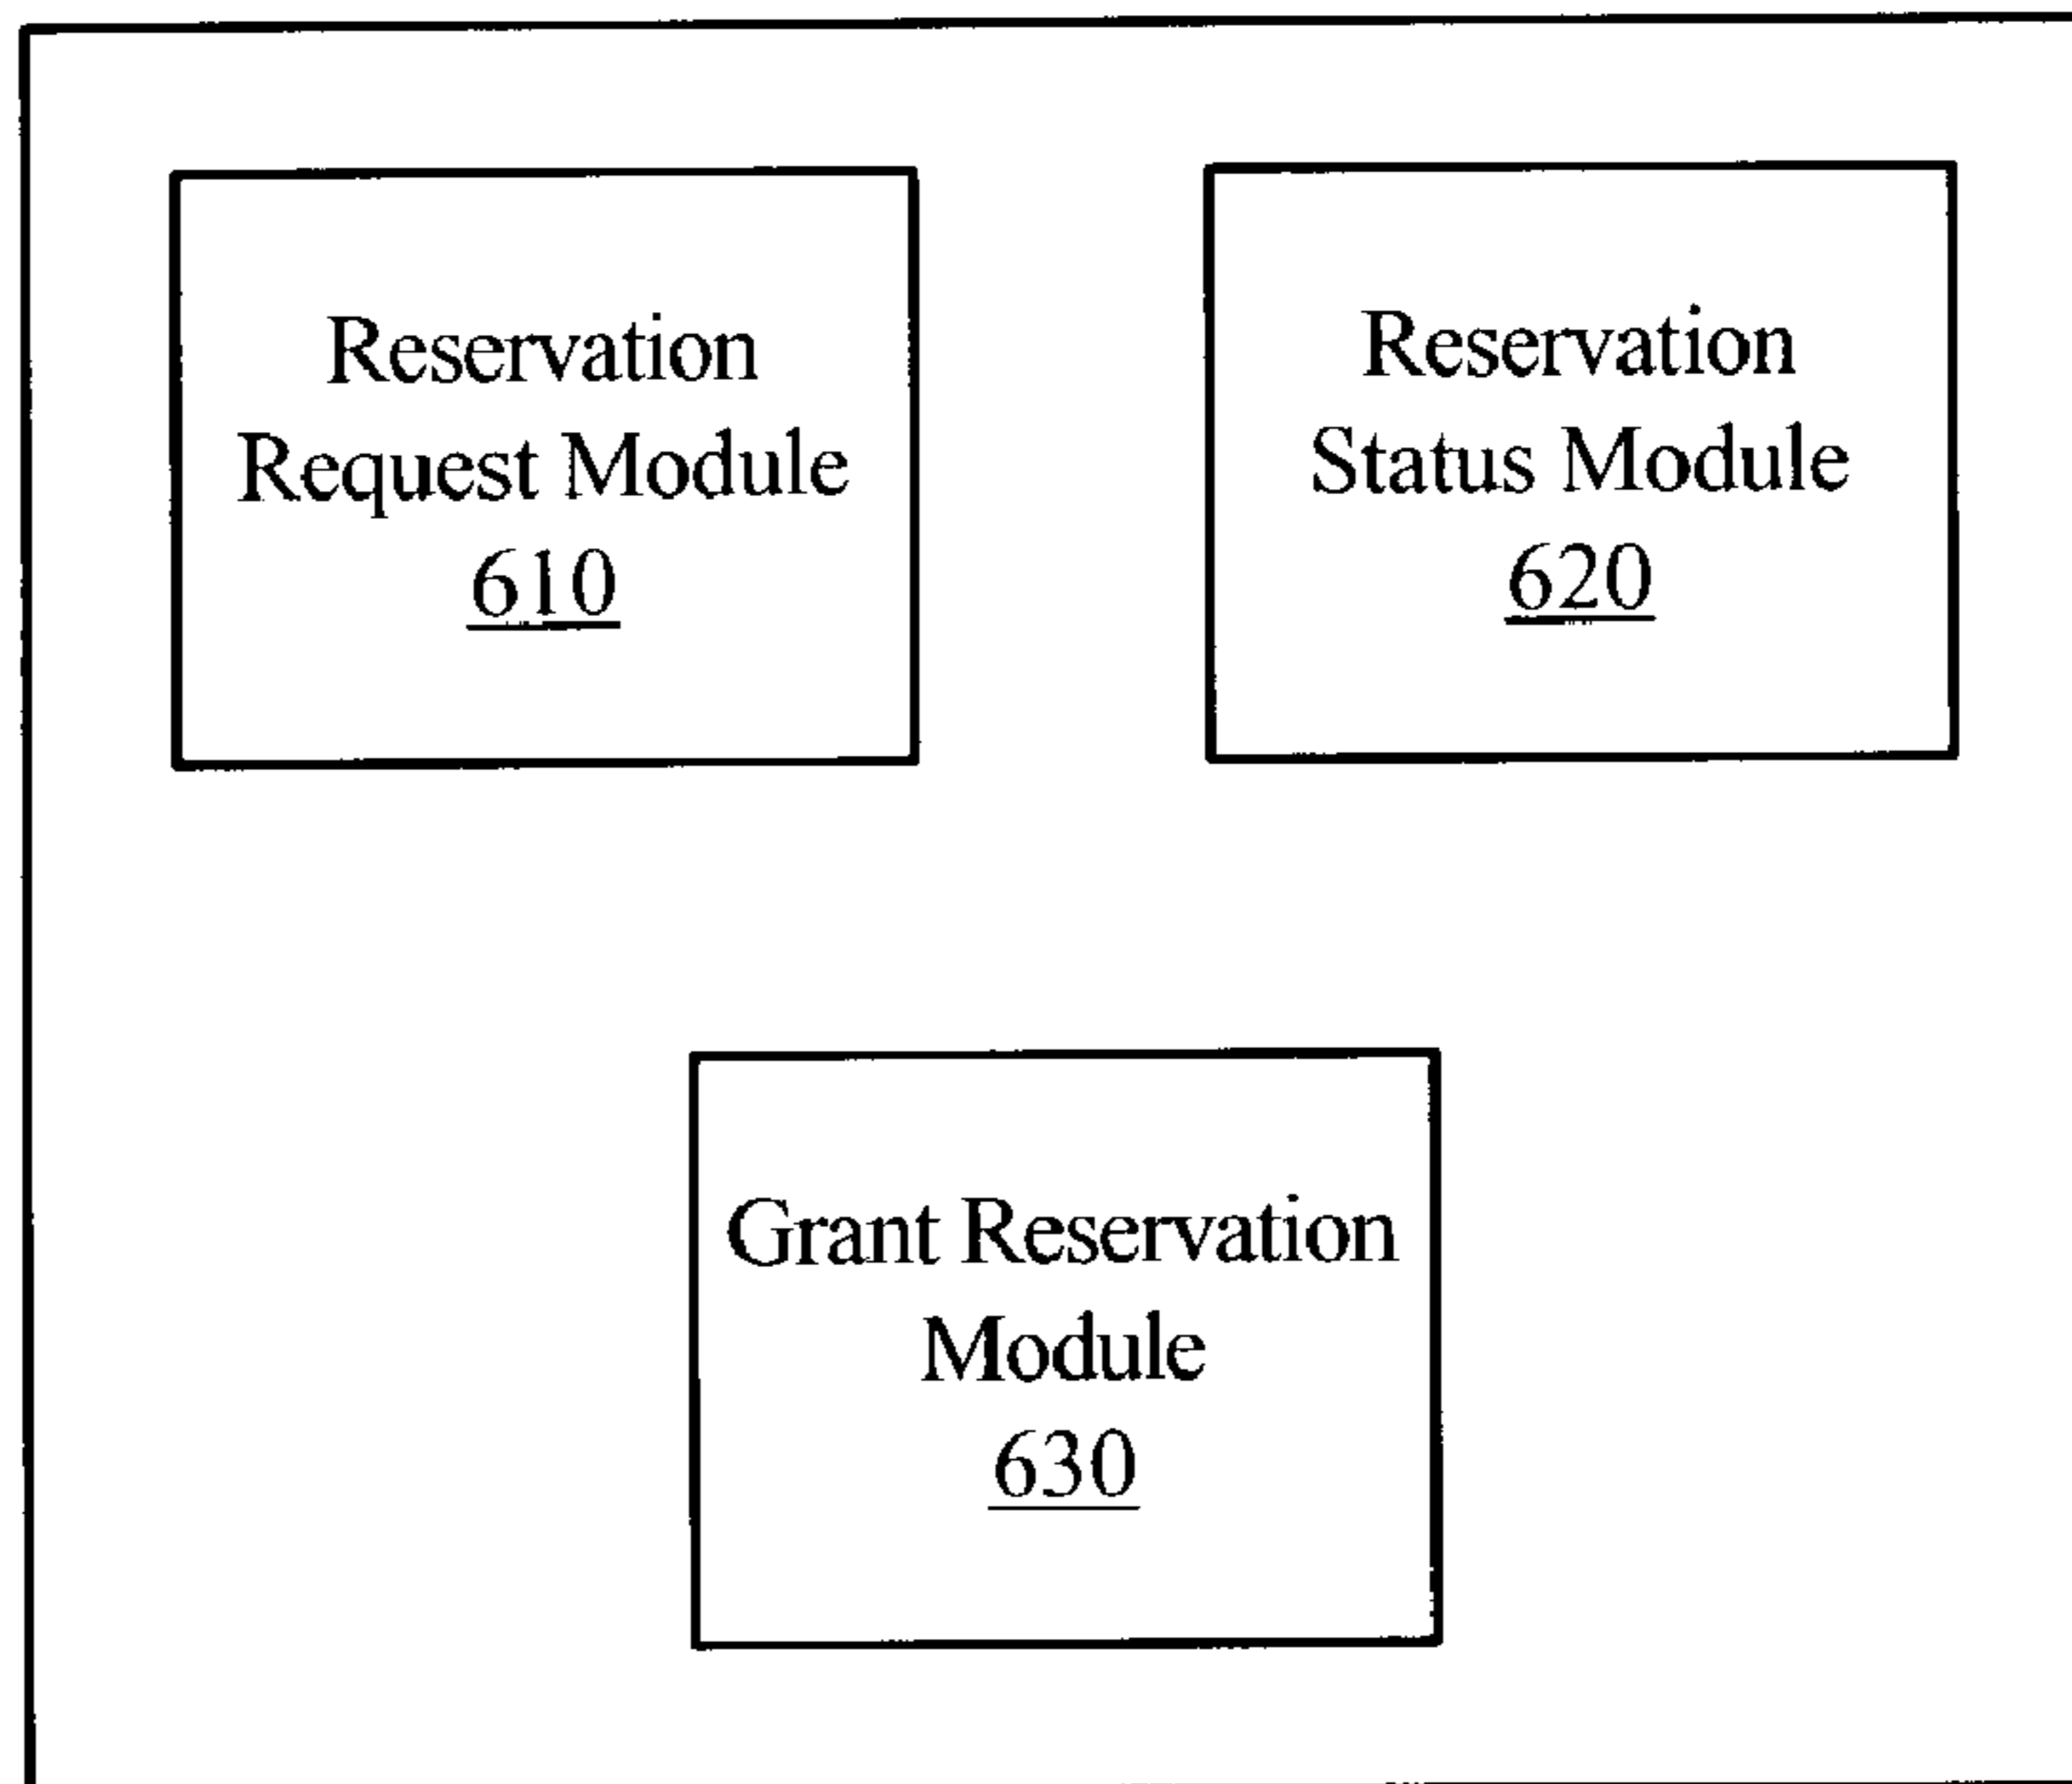 Reservation
Request Module
610
Reservation
Status Module
620
Grant Reservation
Module
630